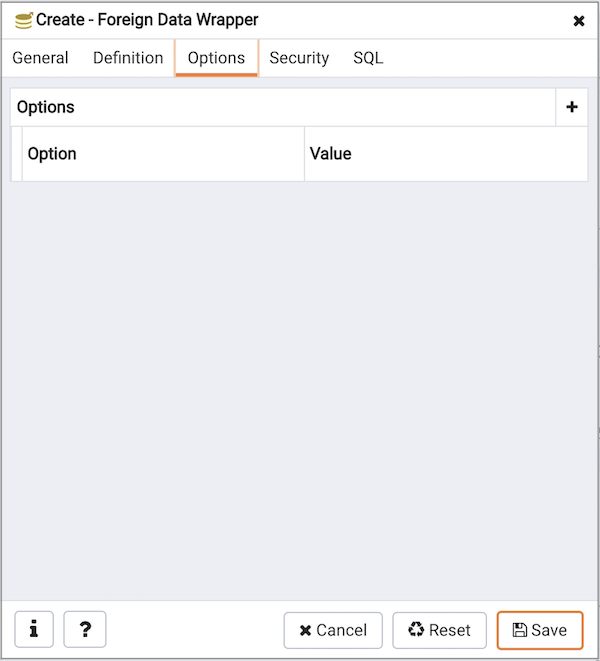 Create - Foreign Data Wrapper
General Definition Options Security SQL
Options
Option Value
i ? Cancel Reset Save